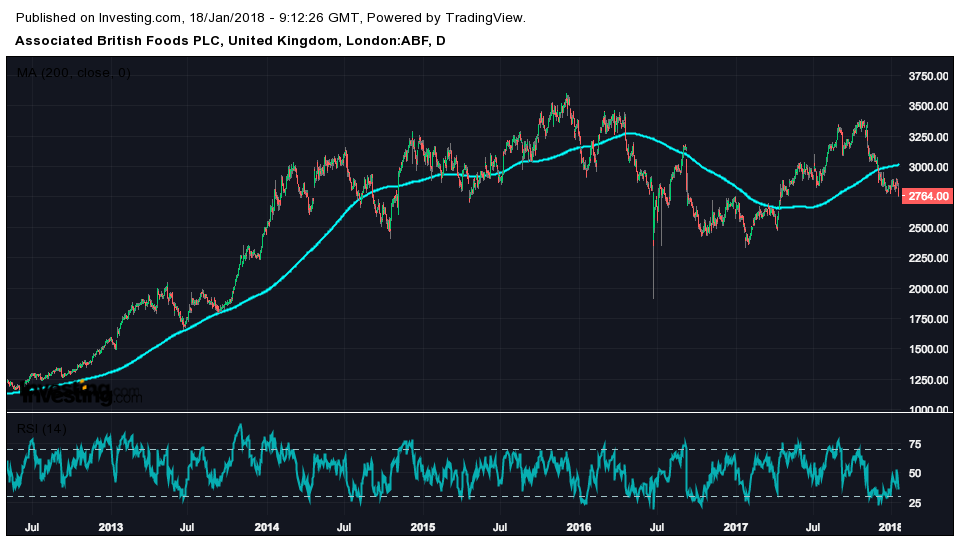 Published on Investing.com, 18/Jan/2018 - 9:12:26 GMT, Powered by TradingView.
Associated British Foods PLC, United Kingdom, London:ABF, D
MA (200, close, 0)
3750.00
3500.00
3250.00
3000.00
2764.00
2500.00
2250.00
2000.00
1750.00
1500.00
1250.00
1000.00
Investing.com
RSI (14)
75
50
25
Jul 2013 Jul 2014 Jul 2015 Jul 2016 Jul 2017 Jul 2018